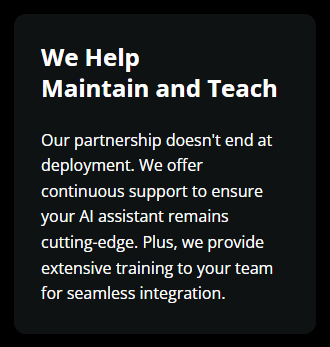 We Help
Maintain and Teach
Our partnership doesn't end at
deployment. We offer
continuous support to ensure
your AI assistant remains
cutting-edge. Plus, we provide
extensive training to your team
for seamless integration.